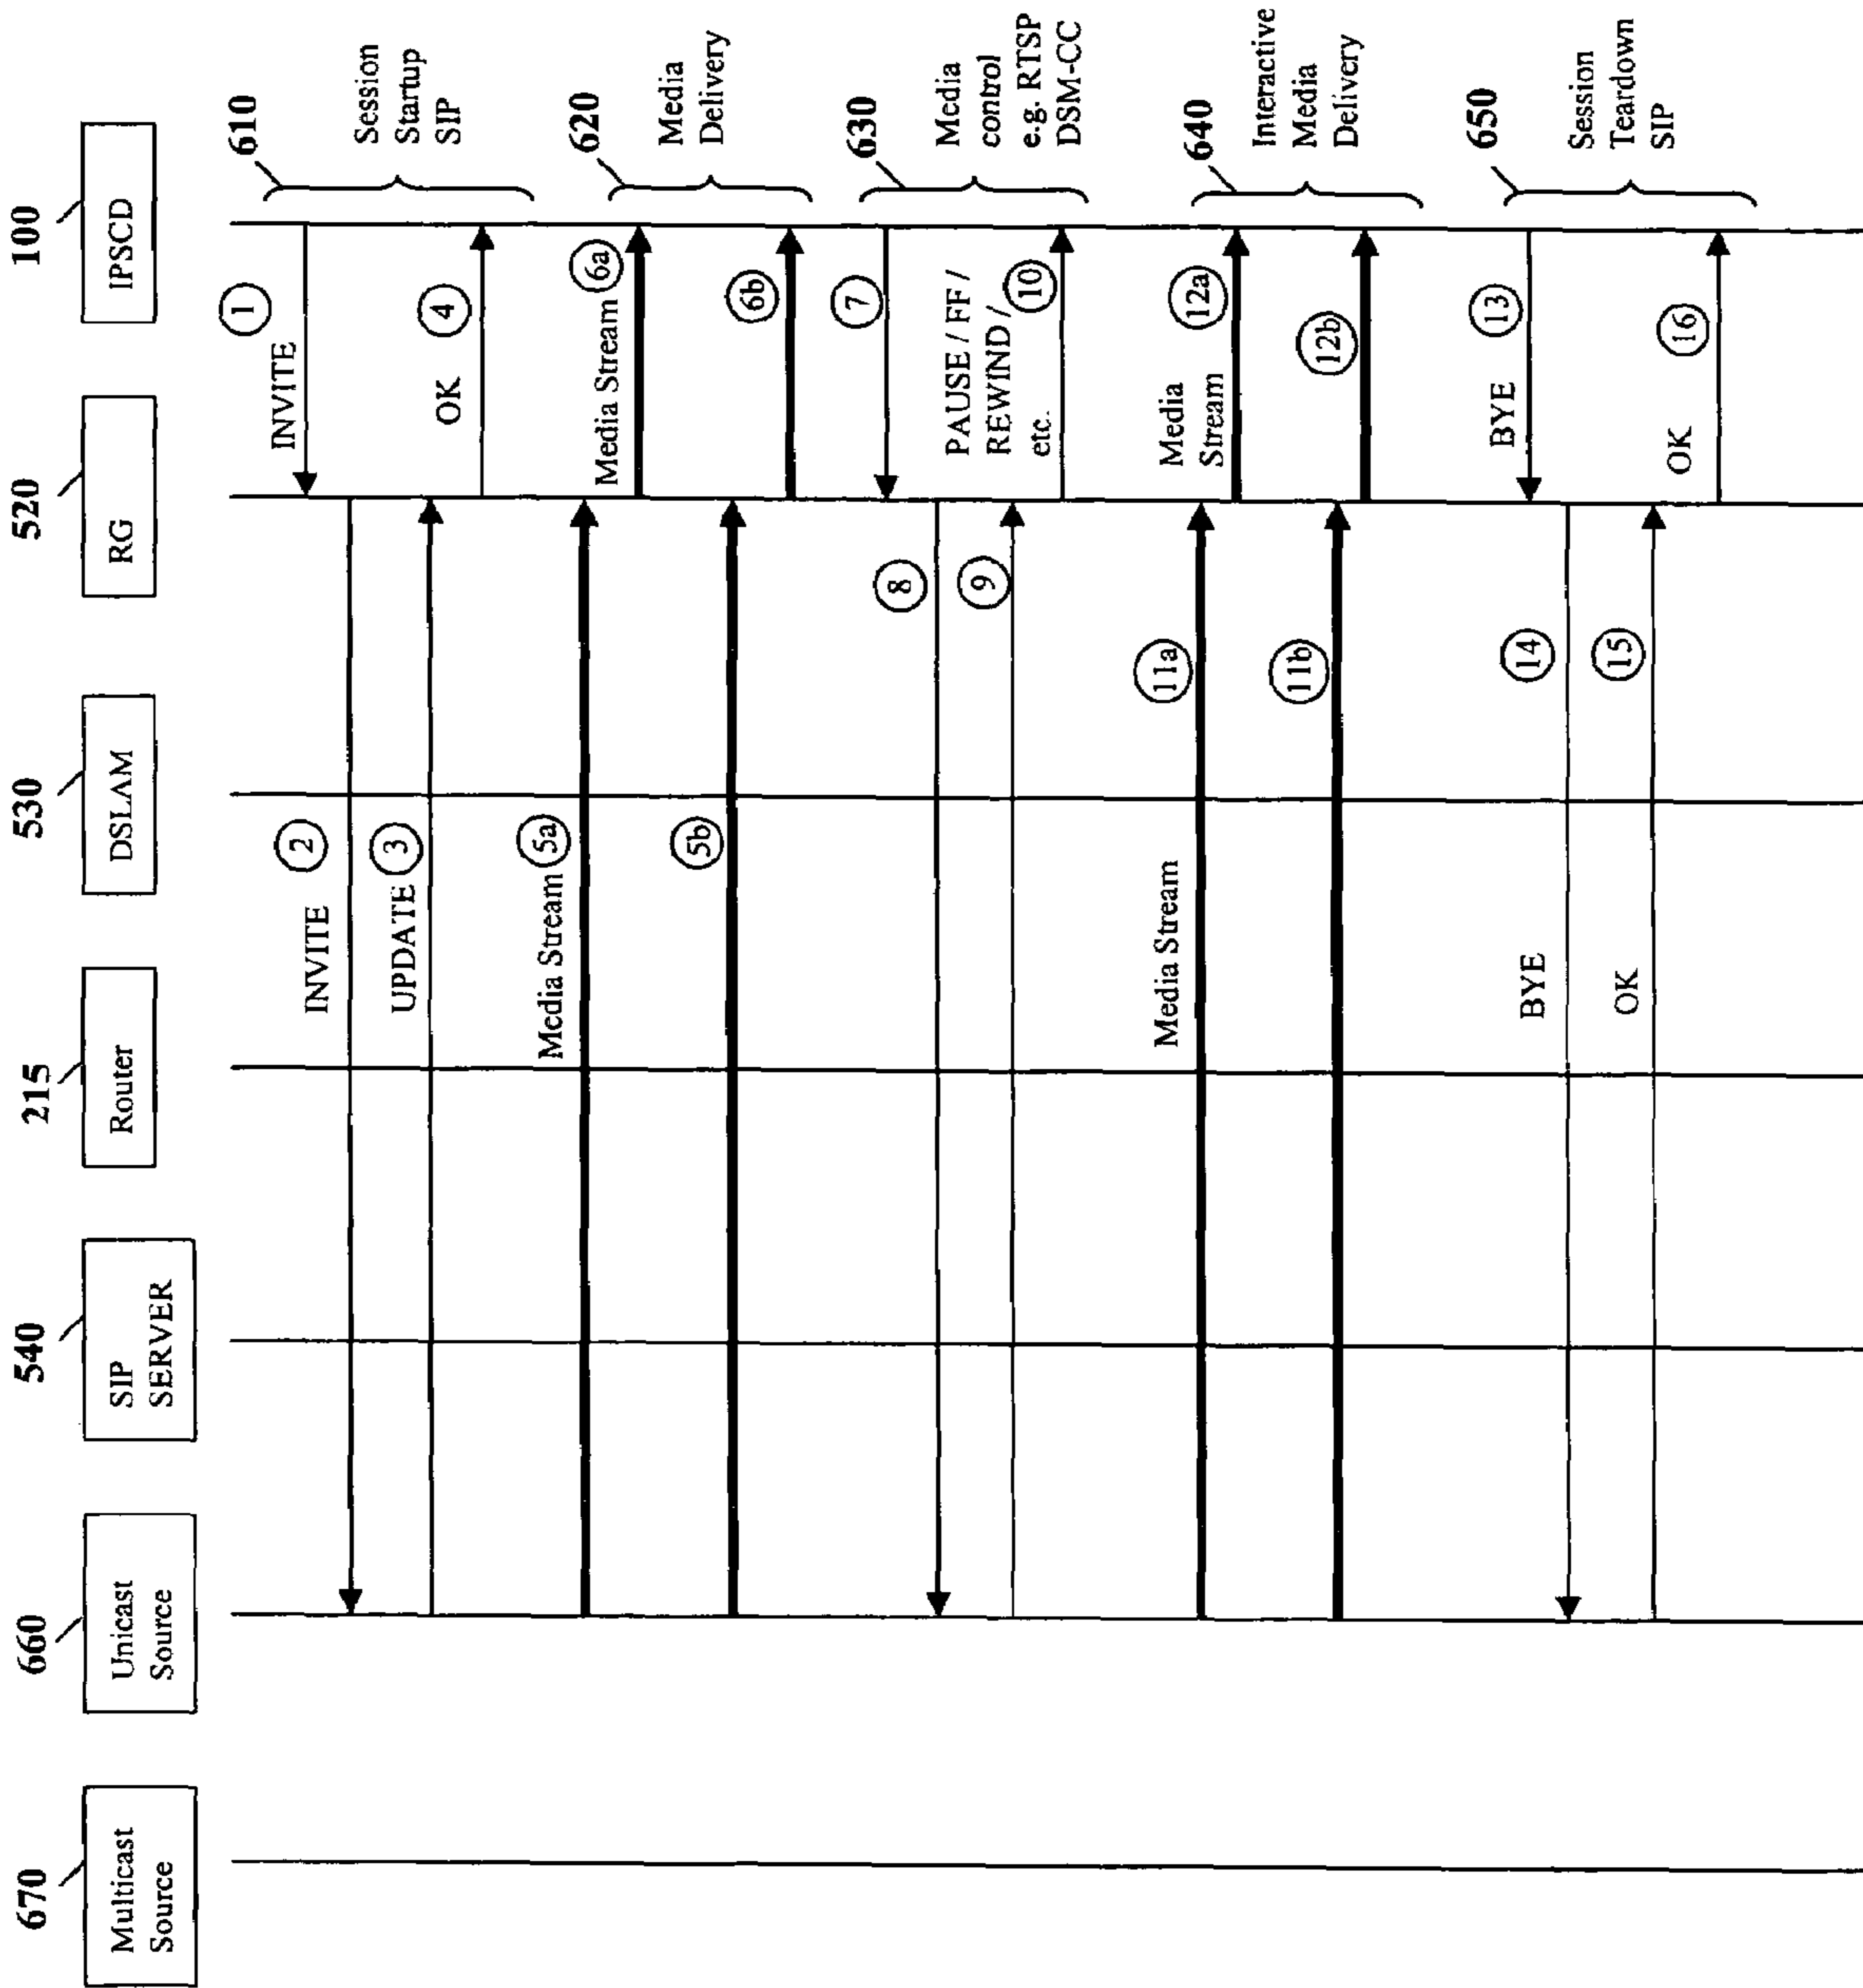 670
Multicast
Source
660
Unicast
Source
540
SIP
SERVER
215
Router
530
DSLAM
520
RG
100
IPSCD
1
INVITE
610
Session
Startup
SIP
2
INVITE
3
UPDATE
4
OK
5a
Media Stream
6a
Media Stream
620
Media
Delivery
5b
6b
7
630
Media
control
e.g. RTSP
DSM-CC
8
PAUSE / FF /
REWIND /
etc.
9
10
11a
Media Stream
12a
Media
Stream
640
Interactive
Media
Delivery
11b
12b
13
BYE
650
Session
Teardown
SIP
14
BYE
15
OK
16
OK